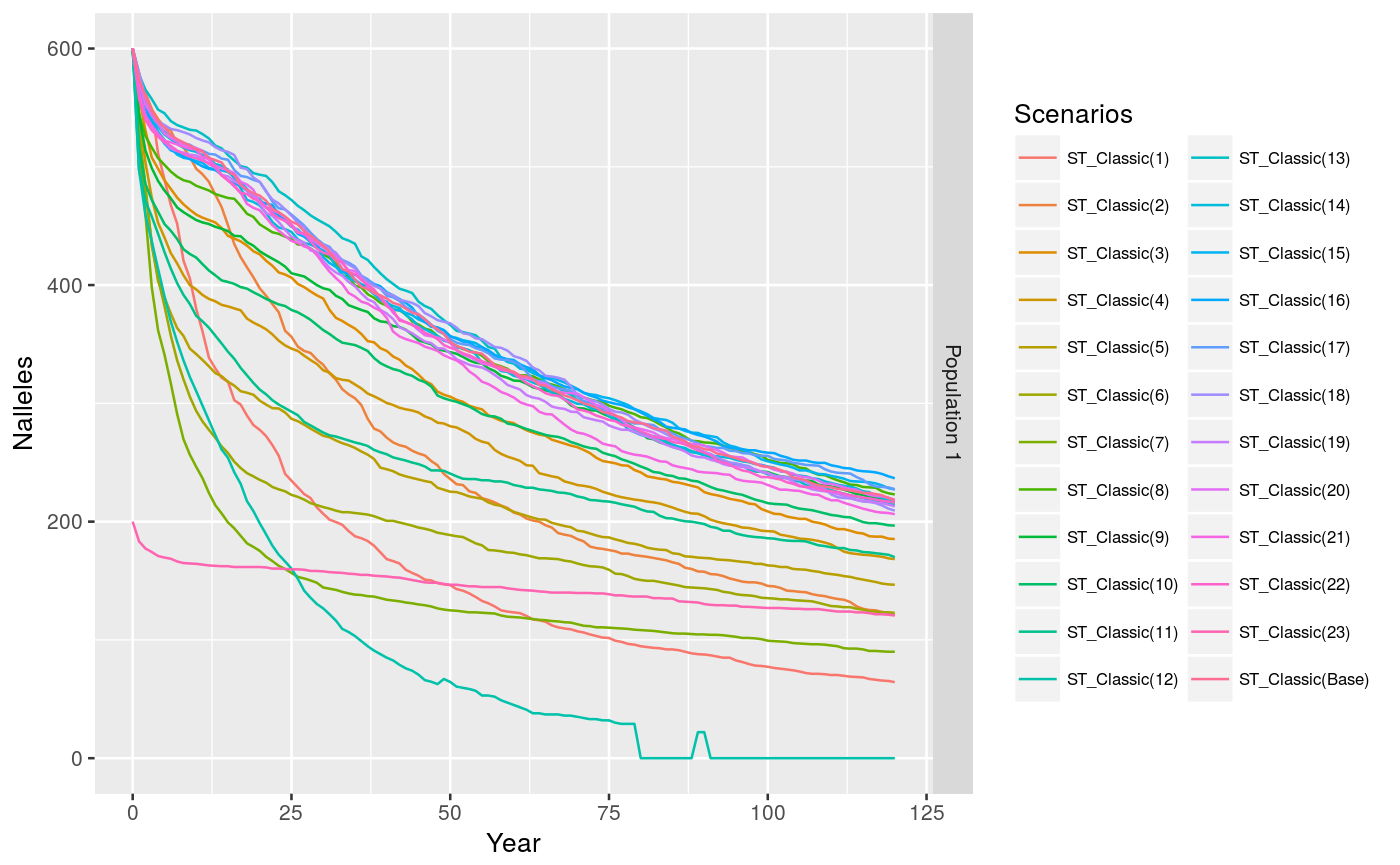 600
400
200
0
Nalleles
0
25
50
75
100
125
Year
Population 1
Scenarios
ST_Classic(1)
ST_Classic(2)
ST_Classic(3)
ST_Classic(4)
ST_Classic(5)
ST_Classic(6)
ST_Classic(7)
ST_Classic(8)
ST_Classic(9)
ST_Classic(10)
ST_Classic(11)
ST_Classic(12)
ST_Classic(13)
ST_Classic(14)
ST_Classic(15)
ST_Classic(16)
ST_Classic(17)
ST_Classic(18)
ST_Classic(19)
ST_Classic(20)
ST_Classic(21)
ST_Classic(22)
ST_Classic(23)
ST_Classic(Base)